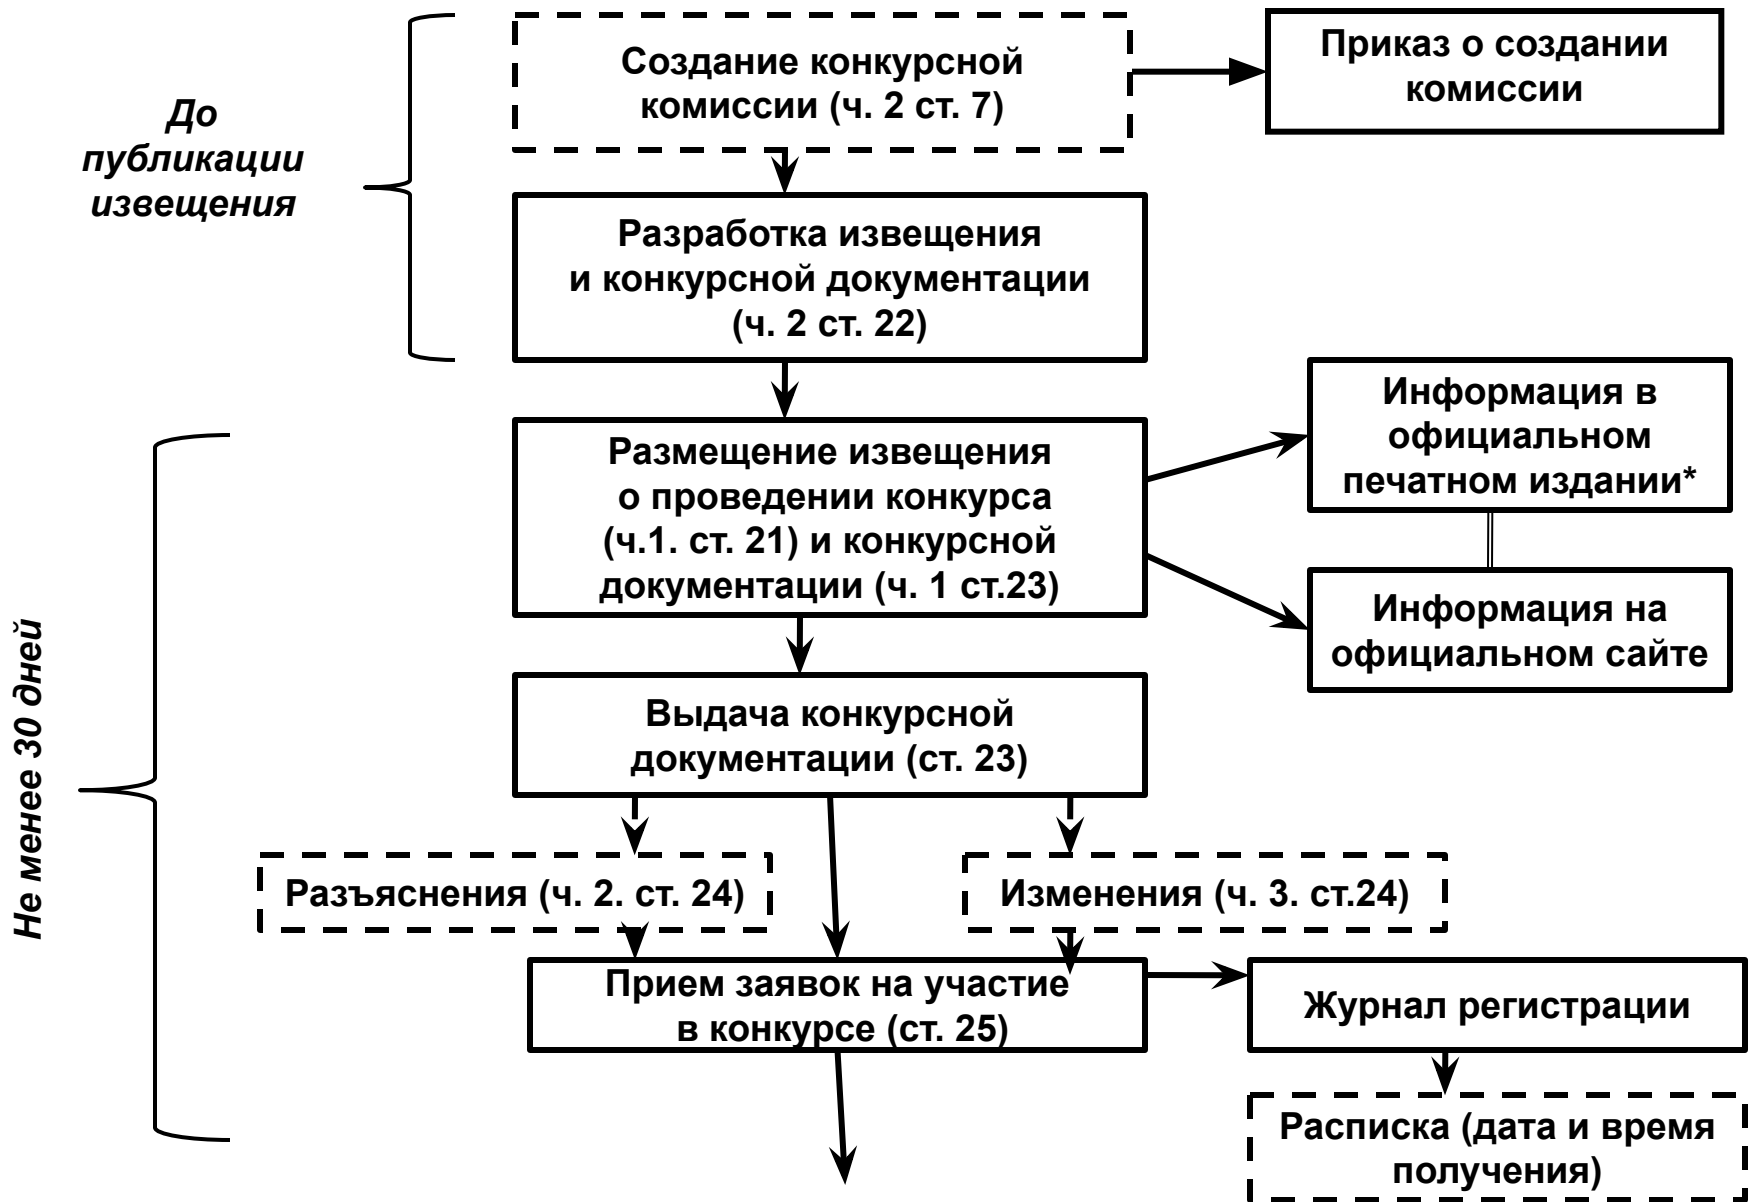 Создание конкурсной
комиссии (ч. 2 ст. 7)
Приказ о создании
комиссии
До
публикации
извещения
Разработка извещения
и конкурсной документации
(ч. 2 ст. 22)
Размещение извещения
о проведении конкурса
(ч.1. ст. 21) и конкурсной
документации (ч. 1 ст.23)
Информация в
официальном
печатном издании*
Информация на
официальном сайте
Не менее 30 дней
Выдача конкурсной
документации (ст. 23)
Разъяснения (ч. 2. ст. 24)
Изменения (ч. 3. ст.24)
Прием заявок на участие
в конкурсе (ст. 25)
Журнал регистрации
Расписка (дата и время
получения)